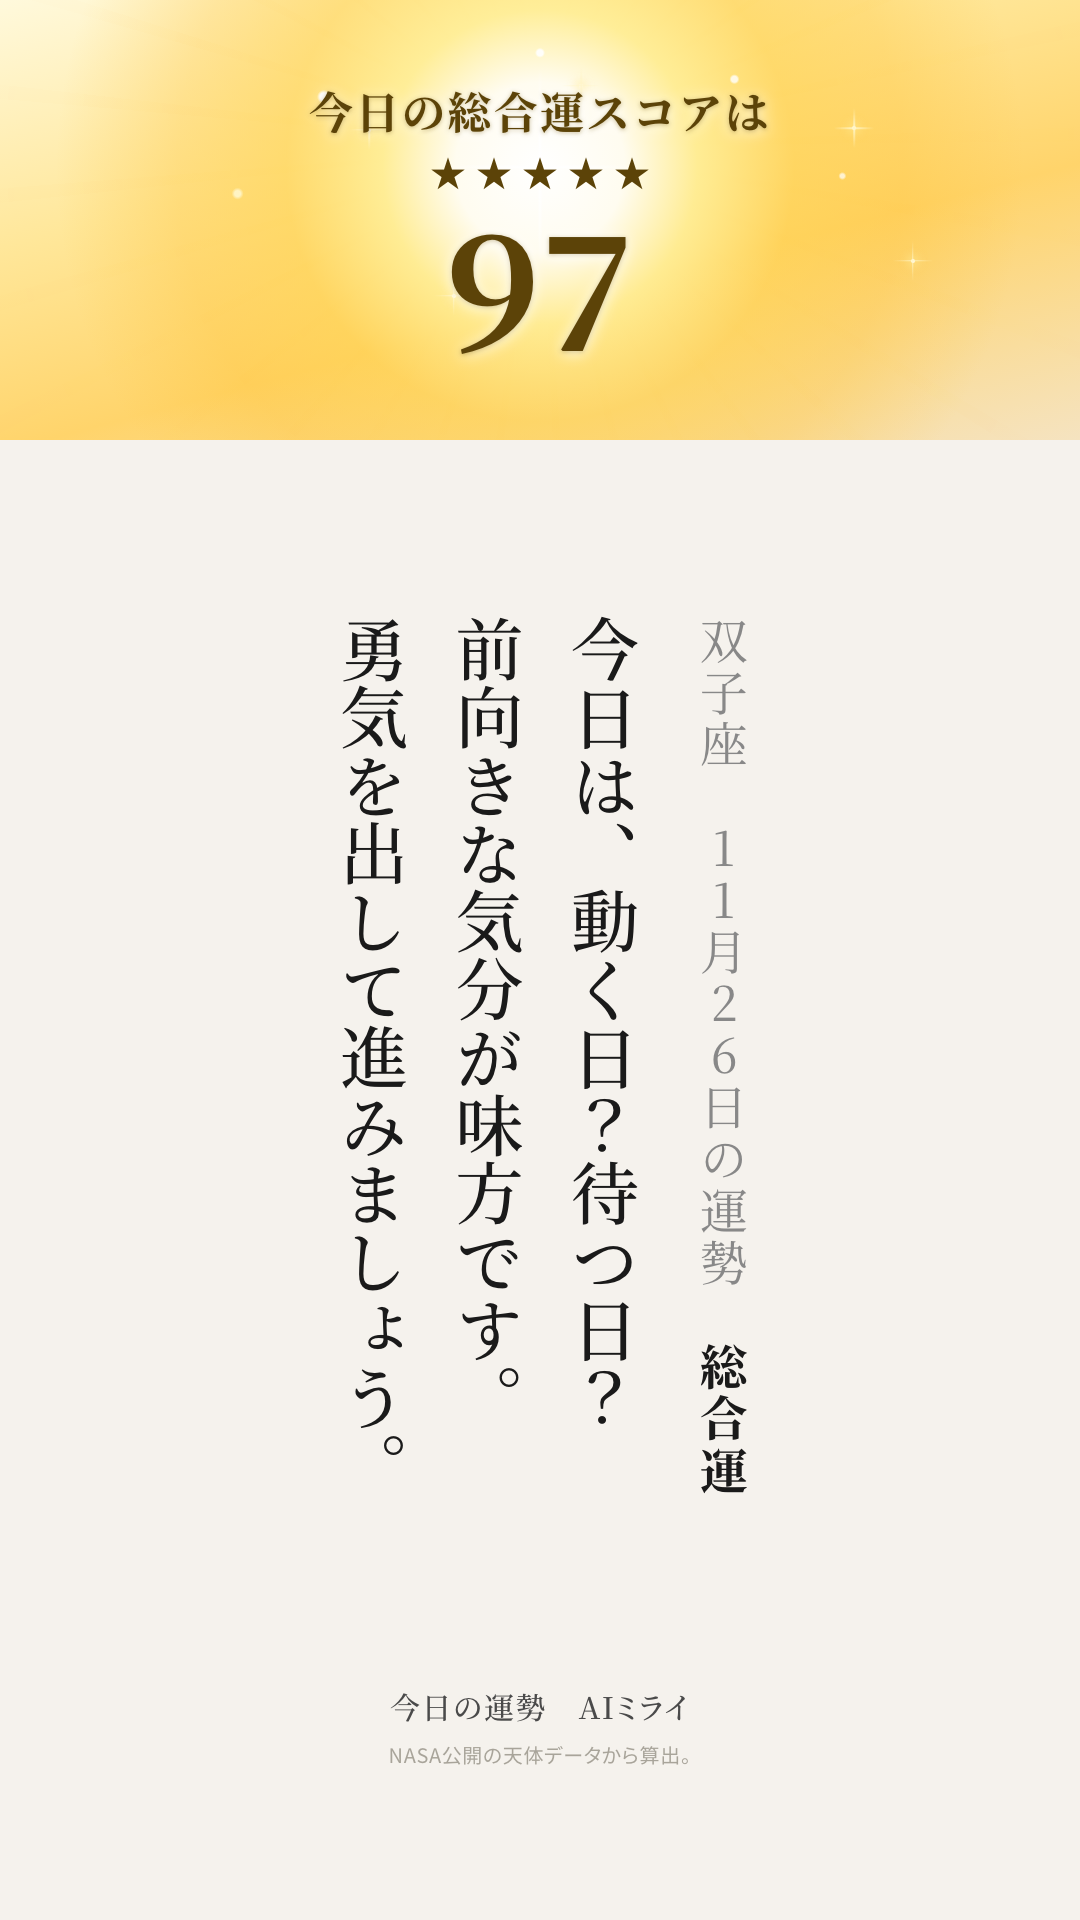 今日の総合運スコアは
★★★★★
97
双子座　11月26日の運勢　総合運
今日は、動く日？待つ日？
前向きな気分が味方です。
勇気を出して進みましょう。
今日の運勢　AIミライ
NASA公開の天体データから算出。